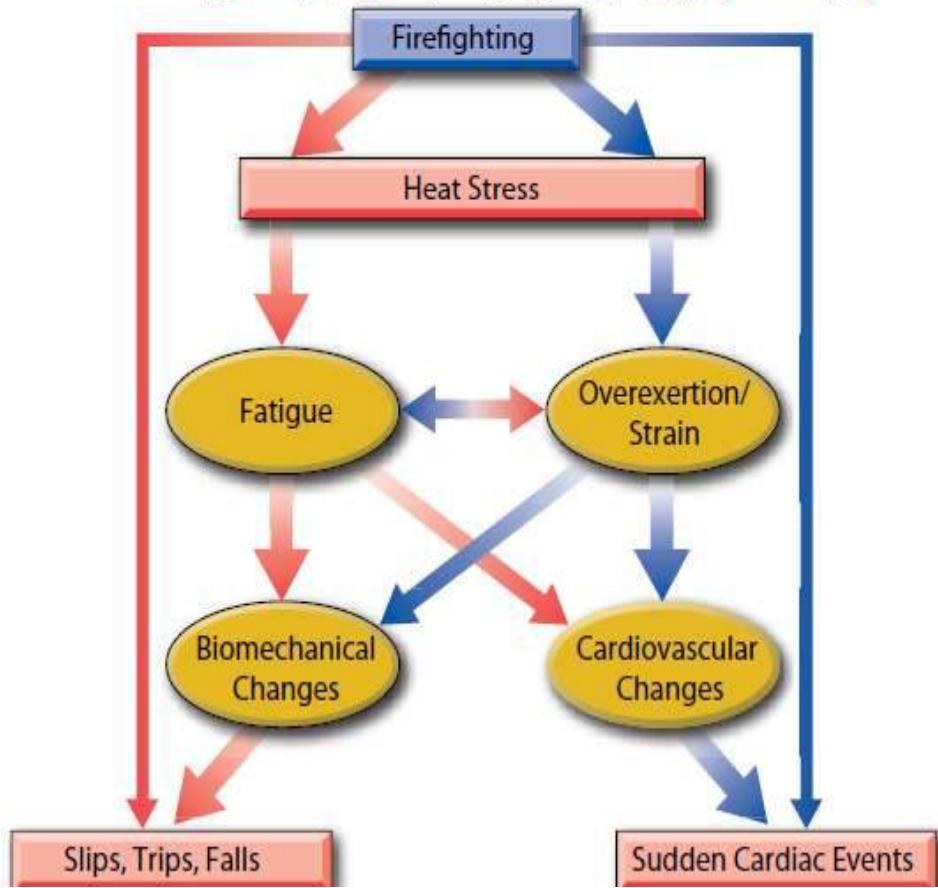 Firefighting
Heat Stress
Fatigue
Overexertion/
Strain
Biomechanical
Changes
Cardiovascular
Changes
Slips, Trips, Falls
Sudden Cardiac Events